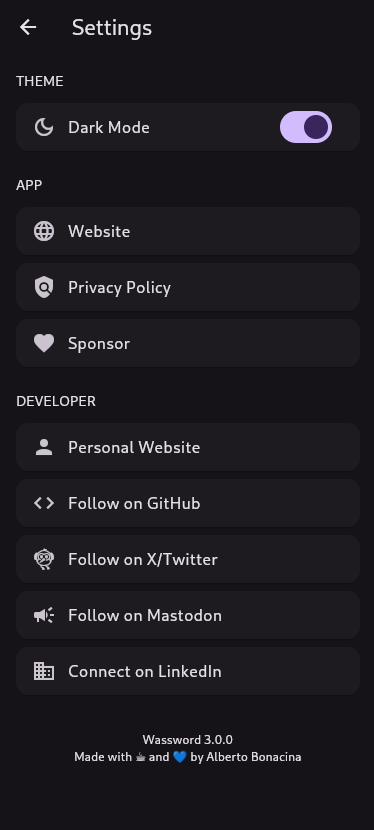 Settings
THEME
Dark Mode
APP
Website
Privacy Policy
Sponsor
DEVELOPER
Personal Website
Follow on GitHub
Follow on X/Twitter
Follow on Mastodon
Connect on LinkedIn
Wassword 3.0.0
Made with ☕ and 💙 by Alberto Bonacina